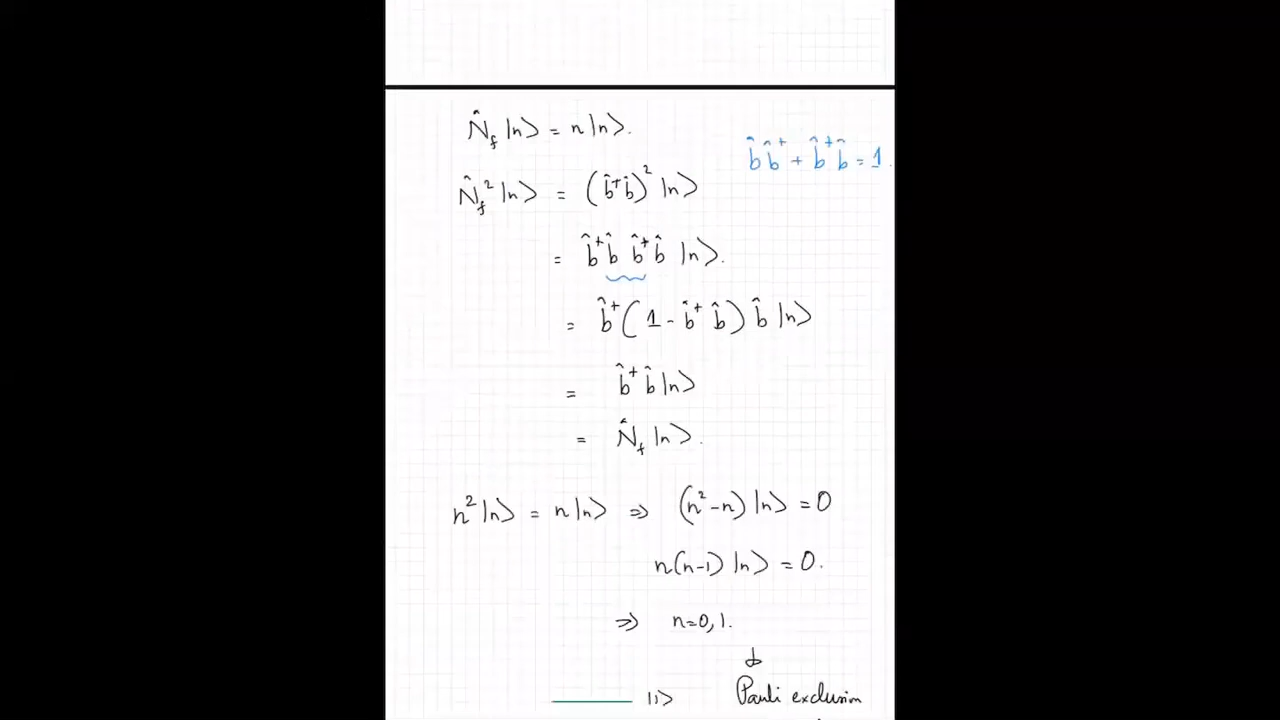 N̂_f |n> = n|n>.
b̂ b̂⁺ + b̂⁺ b̂ = 1.
N̂_f² |n> = (b̂⁺b̂)² |n>
= b̂⁺ b̂ b̂⁺ b̂ |n>.
= b̂⁺ (1 - b̂⁺ b̂) b̂ |n>
= b̂⁺ b̂ |n>
= N̂_f |n>.
n² |n> = n|n> ⇒ (n² - n) |n> = 0
n(n-1) |n> = 0.
⇒ n=0,1.
↓
|1> Pauli exclusion